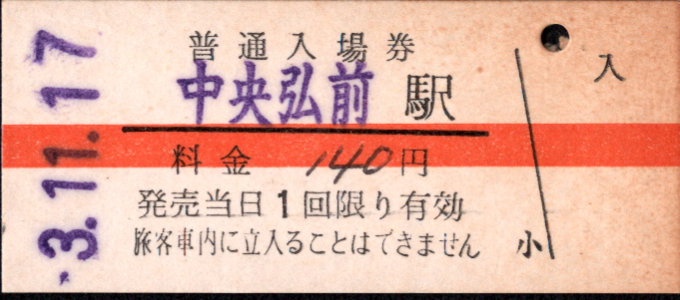 3.11.17
普通入場券
中央弘前駅
料金 140円
発売当日1回限り有効
旅客車内に立入ることはできません
入
小